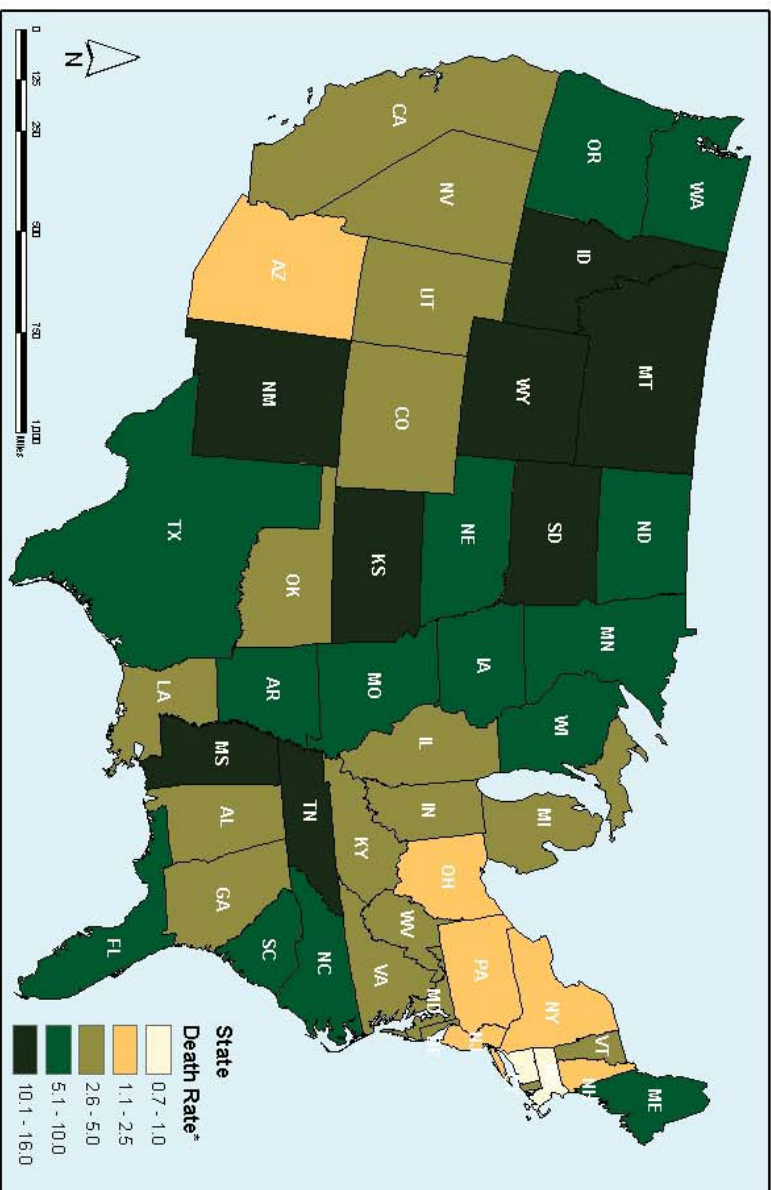 WA
OR
CA
NV
ID
MT
WY
UT
AZ
CO
NM
ND
SD
NE
KS
OK
TX
MN
IA
MO
AR
LA
WI
IL
MS
MI
IN
KY
TN
AL
OH
WV
VA
NC
SC
GA
FL
PA
NY
VT
NH
ME
MD
NJ
State
Death Rate*
0.7 - 1.0
1.1 - 2.5
2.6 - 5.0
5.1 - 10.0
10.1 - 16.0
N
0 125 250 500 750 1,000
Miles